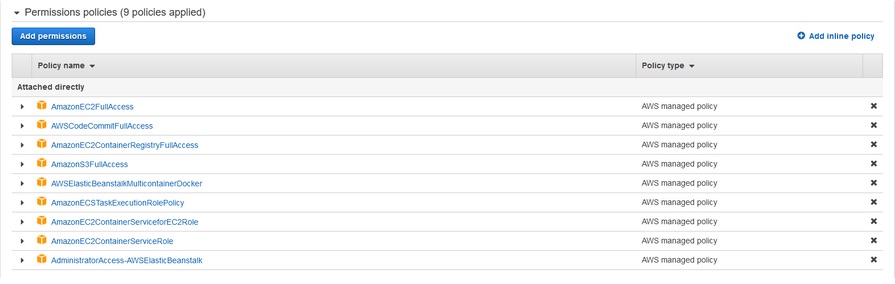 Permissions policies (9 policies applied)
Add permissions
Add inline policy
Policy name Policy type
Attached directly
AmazonEC2FullAccess AWS managed policy
AWSCodeCommitFullAccess AWS managed policy
AmazonEC2ContainerRegistryFullAccess AWS managed policy
AmazonS3FullAccess AWS managed policy
AWSElasticBeanstalkMulticontainerDocker AWS managed policy
AmazonECSTaskExecutionRolePolicy AWS managed policy
AmazonEC2ContainerServiceforEC2Role AWS managed policy
AmazonEC2ContainerServiceRole AWS managed policy
AdministratorAccess-AWSElasticBeanstalk AWS managed policy